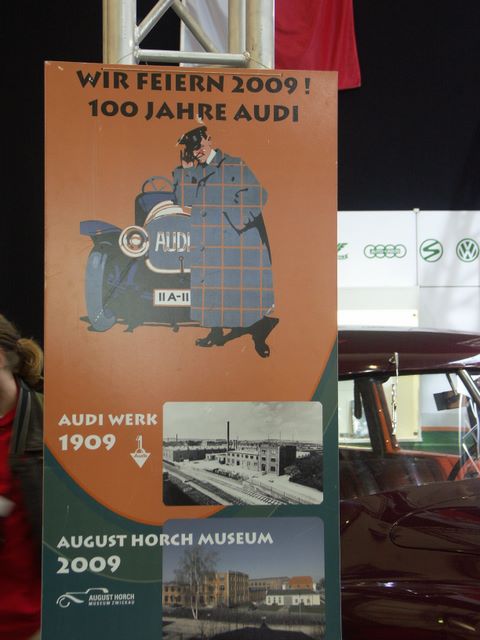 WIR FEIERN 2009!
100 JAHRE AUDI
AUDI
II A-11
AUDI WERK
1909
AUGUST HORCH MUSEUM
2009
AUGUST HORCH
MUSEUM ZWICKAU